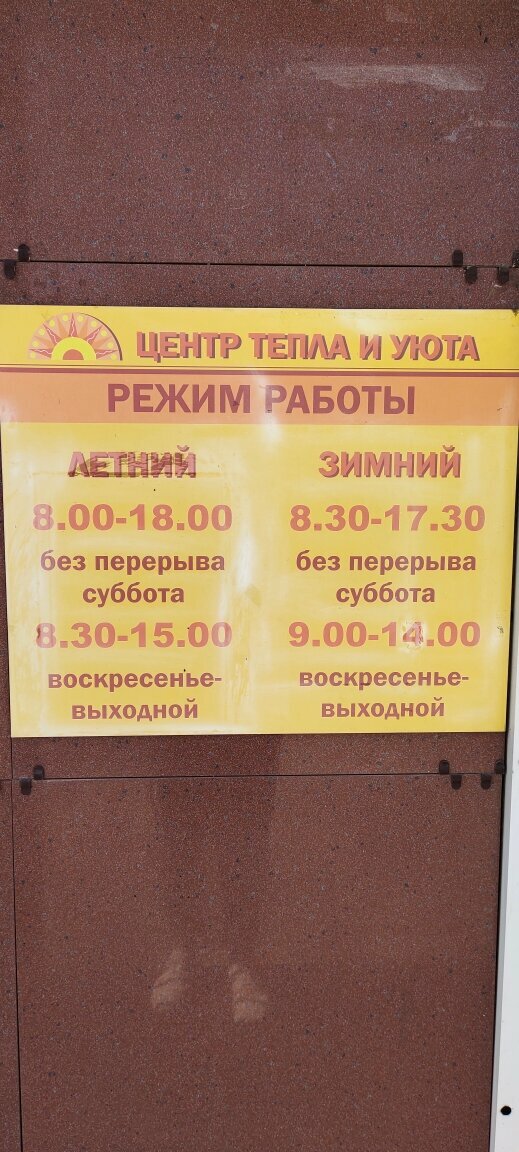 ЦЕНТР ТЕПЛА И УЮТА
РЕЖИМ РАБОТЫ
ЛЕТНИЙ
8.00-18.00
без перерыва
суббота
8.30-15.00
воскресенье-
выходной
ЗИМНИЙ
8.30-17.30
без перерыва
суббота
9.00-14.00
воскресенье-
выходной